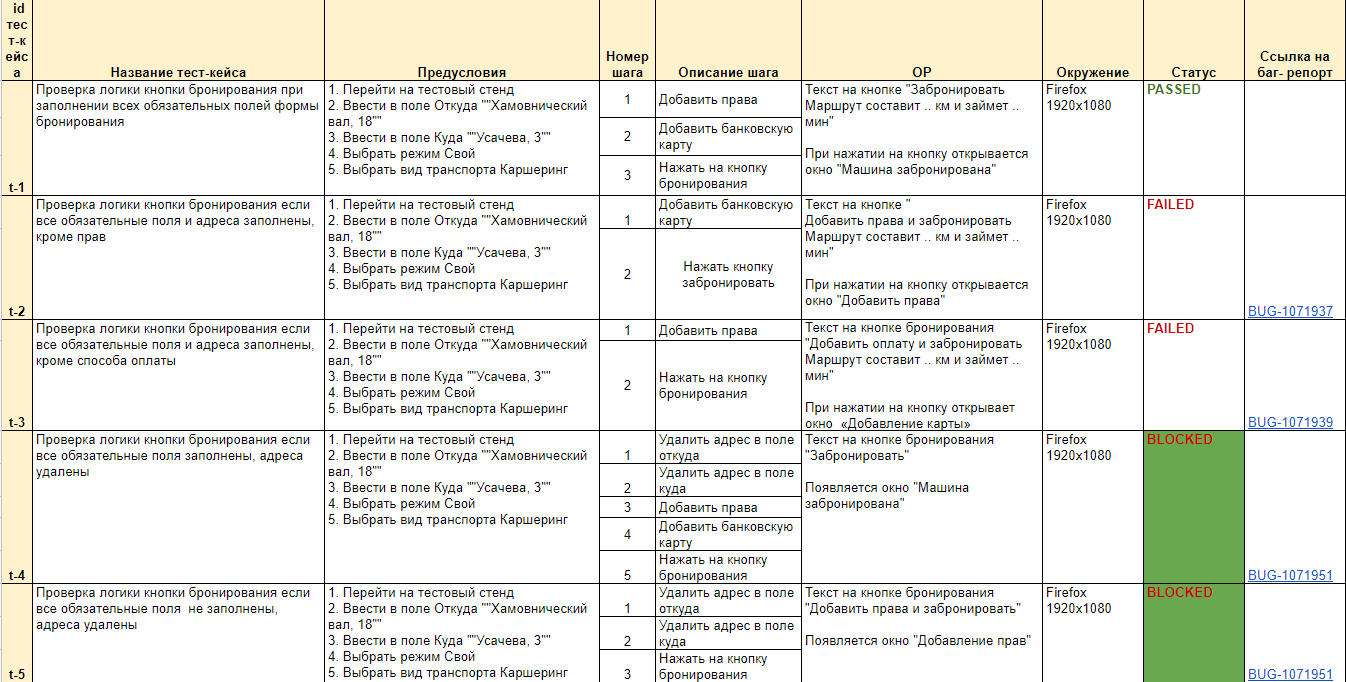 id
тес
т-к
ейс
а
Название тест-кейса
Предусловия
Номер
шага
Описание шага
ОР
Окружение
Статус
Ссылка на
баг- репорт
t-1
Проверка логики кнопки бронирования при
заполнении всех обязательных полей формы
бронирования
1. Перейти на тестовый стенд
2. Ввести в поле Откуда ""Хамовнический
вал, 18""
3. Ввести в поле Куда ""Усачева, 3""
4. Выбрать режим Свой
5. Выбрать вид транспорта Каршеринг
1
Добавить права
2
Добавить банковскую
карту
3
Нажать на кнопку
бронирования
Текст на кнопке "Забронировать
Маршрут составит .. км и займет ..
мин"
При нажатии на кнопку открывается
окно "Машина забронирована"
Firefox
1920x1080
PASSED
t-2
Проверка логики кнопки бронирования если
все обязательные поля и адреса заполнены,
кроме прав
1. Перейти на тестовый стенд
2. Ввести в поле Откуда ""Хамовнический
вал, 18""
3. Ввести в поле Куда ""Усачева, 3""
4. Выбрать режим Свой
5. Выбрать вид транспорта Каршеринг
1
Добавить банковскую
карту
2
Нажать кнопку
забронировать
Текст на кнопке "
Добавить права и забронировать
Маршрут составит .. км и займет ..
мин"
При нажатии на кнопку открывается
окно "Добавить права"
Firefox
1920x1080
FAILED
BUG-1071937
t-3
Проверка логики кнопки бронирования если
все обязательные поля и адреса заполнены,
кроме способа оплаты
1. Перейти на тестовый стенд
2. Ввести в поле Откуда ""Хамовнический
вал, 18""
3. Ввести в поле Куда ""Усачева, 3""
4. Выбрать режим Свой
5. Выбрать вид транспорта Каршеринг
1
Добавить права
2
Нажать на кнопку
бронирования
Текст на кнопке бронирования
"Добавить оплату и забронировать
Маршрут составит .. км и займет ..
мин"
При нажатии на кнопку открывает
окно «Добавление карты»
Firefox
1920x1080
FAILED
BUG-1071939
t-4
Проверка логики кнопки бронирования если
все обязательные поля заполнены, адреса
удалены
1. Перейти на тестовый стенд
2. Ввести в поле Откуда ""Хамовнический
вал, 18""
3. Ввести в поле Куда ""Усачева, 3""
4. Выбрать режим Свой
5. Выбрать вид транспорта Каршеринг
1
Удалить адрес в поле
откуда
2
Удалить адрес в поле
куда
3
Добавить права
4
Добавить банковскую
карту
5
Нажать на кнопку
бронирования
Текст на кнопке бронирования
"Забронировать"
Появляется окно "Машина
забронирована"
Firefox
1920x1080
BLOCKED
BUG-1071951
t-5
Проверка логики кнопки бронирования если
все обязательные поля  не заполнены,
адреса удалены
1. Перейти на тестовый стенд
2. Ввести в поле Откуда ""Хамовнический
вал, 18""
3. Ввести в поле Куда ""Усачева, 3""
4. Выбрать режим Свой
5. Выбрать вид транспорта Каршеринг
1
Удалить адрес в поле
откуда
2
Удалить адрес в поле
куда
3
Нажать на кнопку
бронирования
Текст на кнопке бронирования
"Добавить права и забронировать"
Появляется окно "Добавление прав"
Firefox
1920x1080
BLOCKED
BUG-1071951